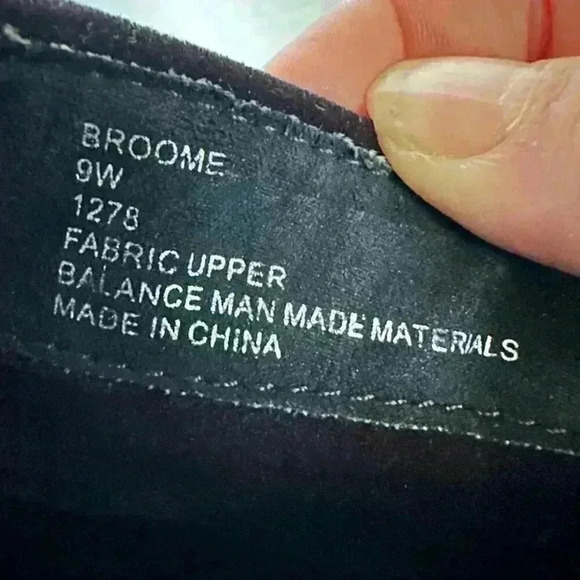 BROOME
9W
1278
FABRIC UPPER
BALANCE MAN MADE MATERIALS
MADE IN CHINA